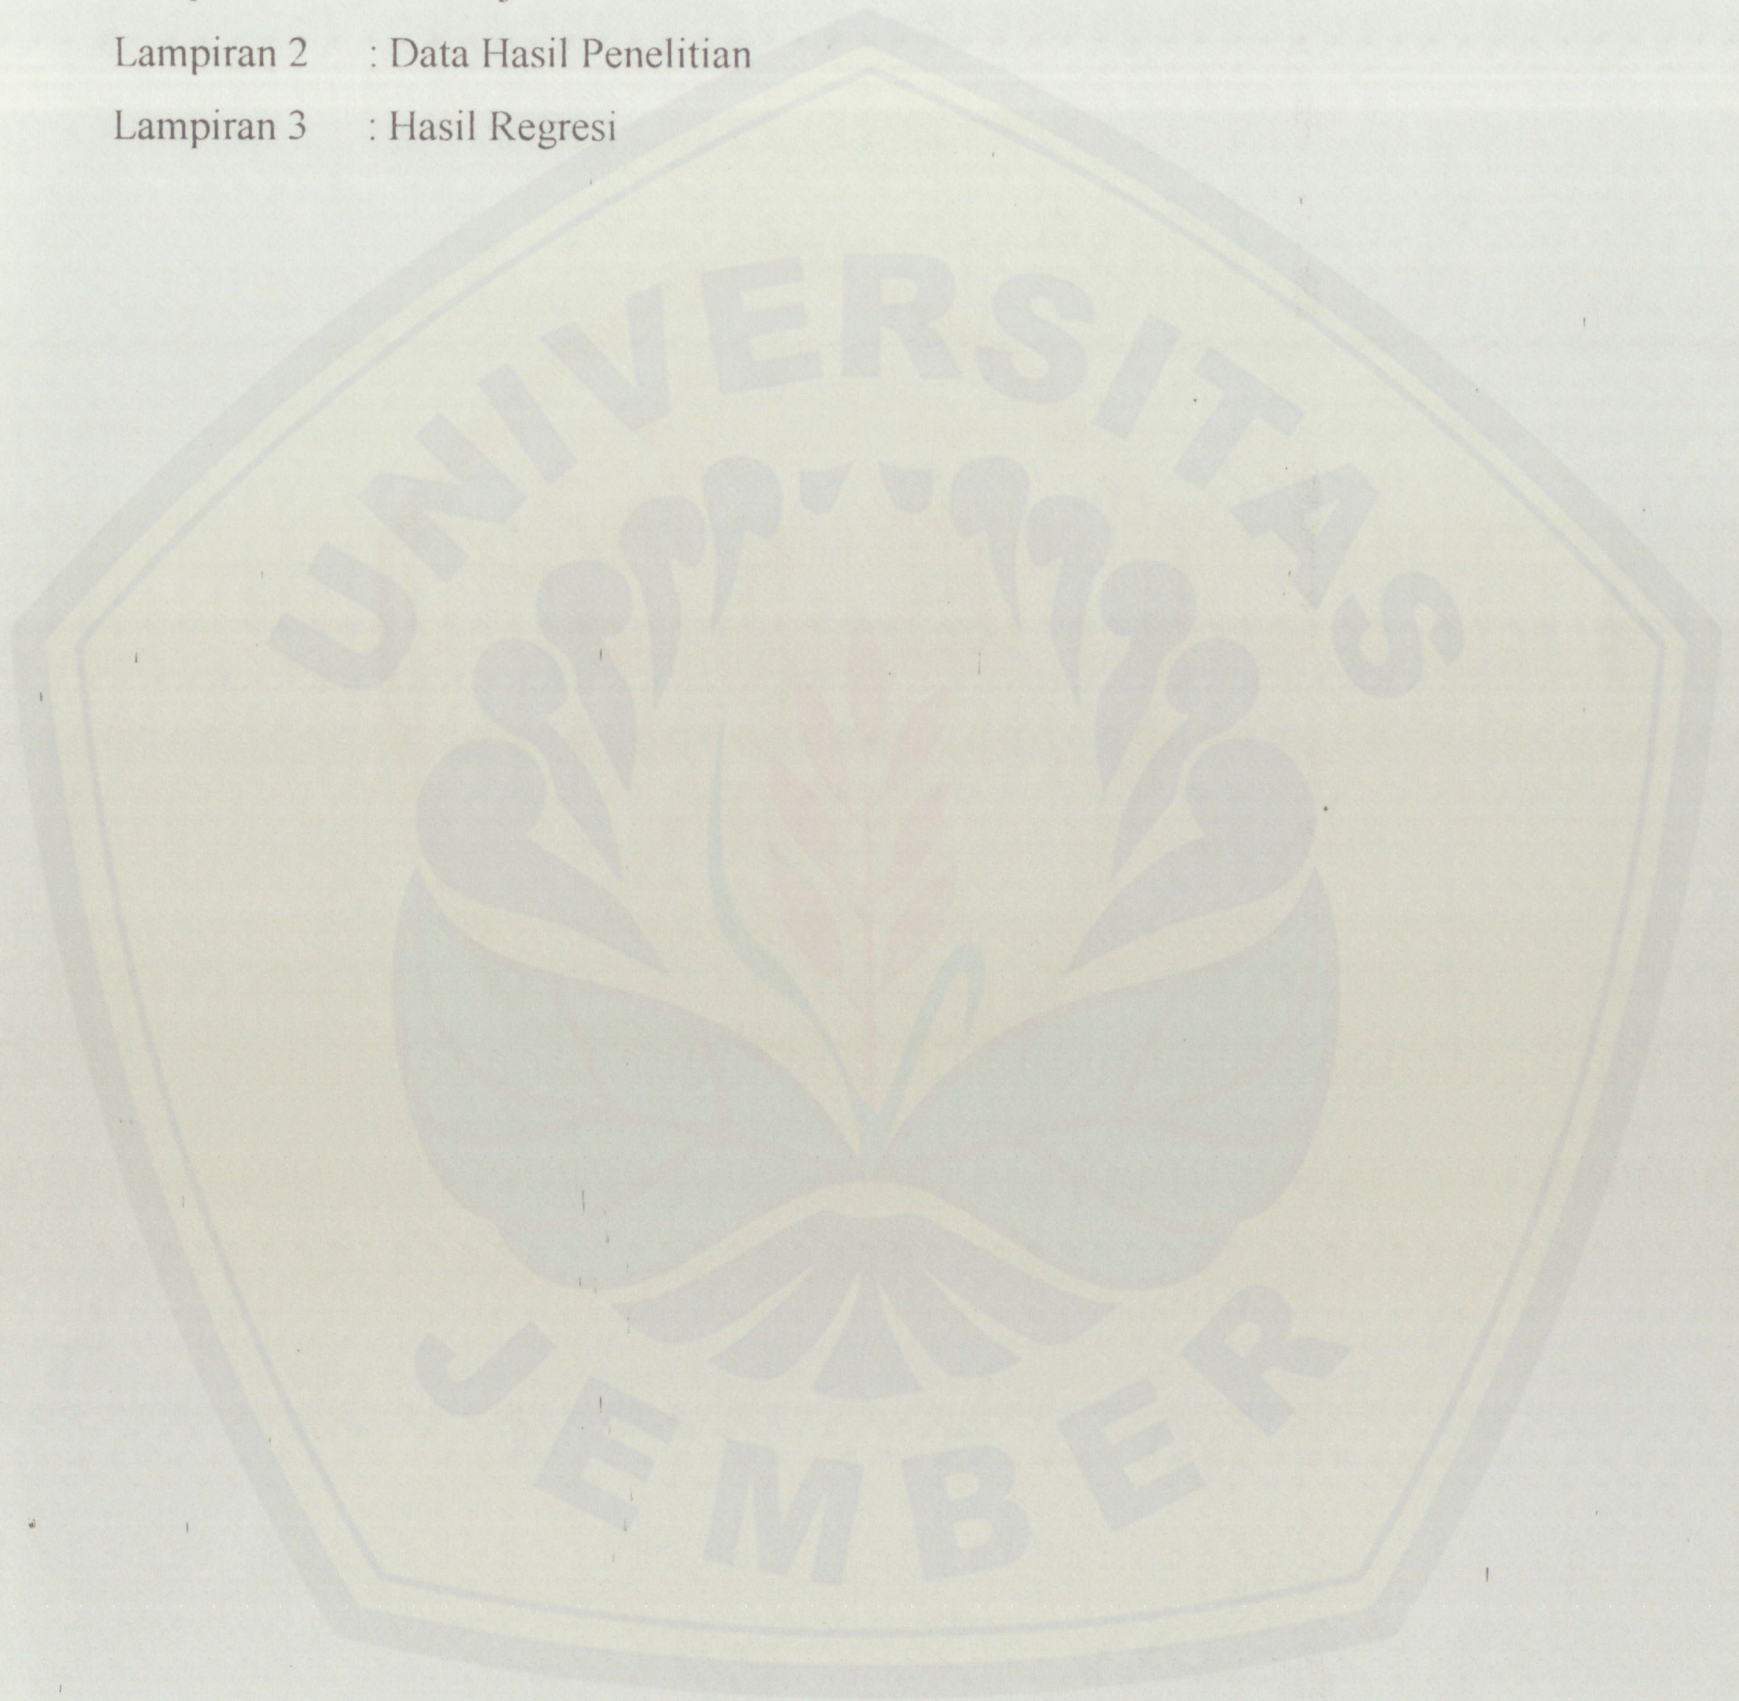 Lampiran 2 : Data Hasil Penelitian
Lampiran 3 : Hasil Regresi
UNIVERSITAS
JEMBER